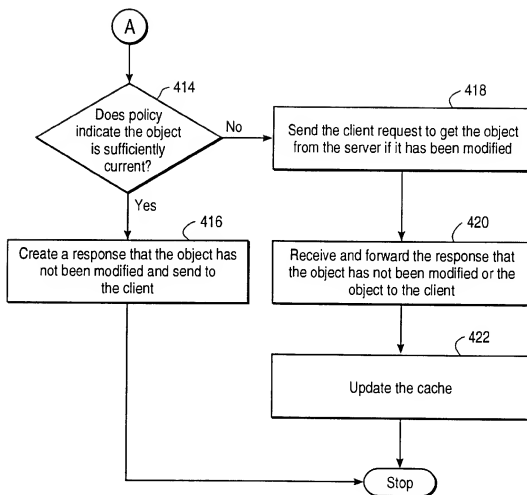 A
414
Does policy
indicate the object
is sufficiently
current?
No
Yes
418
Send the client request to get the object
from the server if it has been modified
416
Create a response that the object has
not been modified and send to
the client
420
Receive and forward the response that
the object has not been modified or the
object to the client
422
Update the cache
Stop